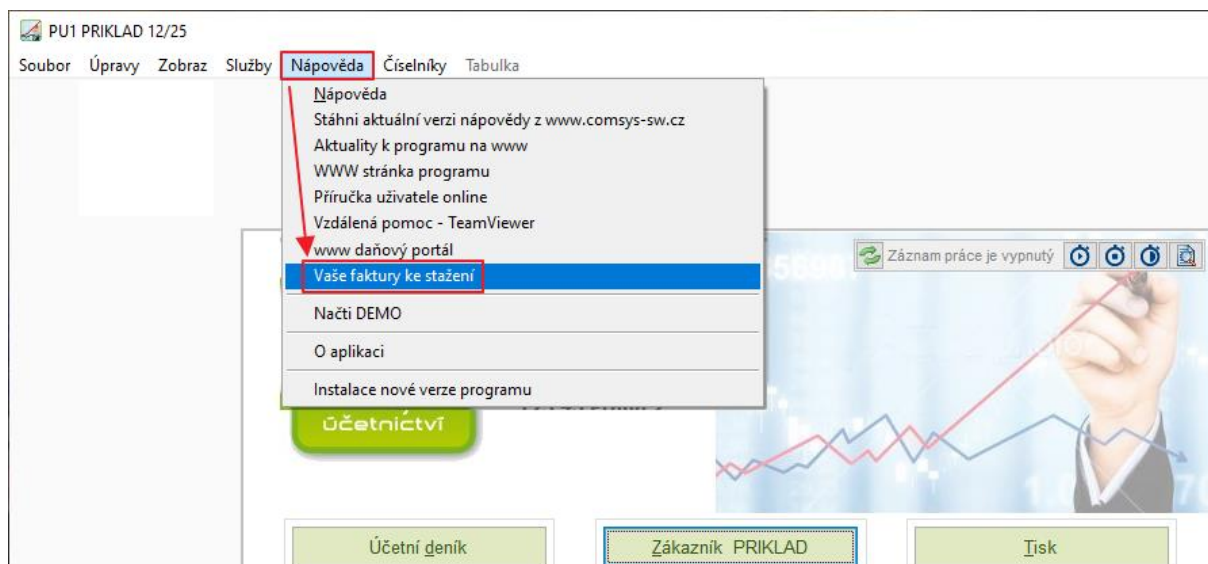 PU1 PRIKLAD 12/25
Soubor Úpravy Zobraz Služby Nápověda Číselníky Tabulka
Nápověda
Stáhni aktuální verzi nápovědy z www.comsys-sw.cz
Aktuality k programu na www
WWW stránka programu
Příručka uživatele online
Vzdálená pomoc - TeamViewer
www daňový portál
Vaše faktury ke stažení
Záznam práce je vypnutý
Načti DEMO
O aplikaci
Instalace nové verze programu
účetnictví
Účetní deník
Zákazník PRIKLAD
Tisk